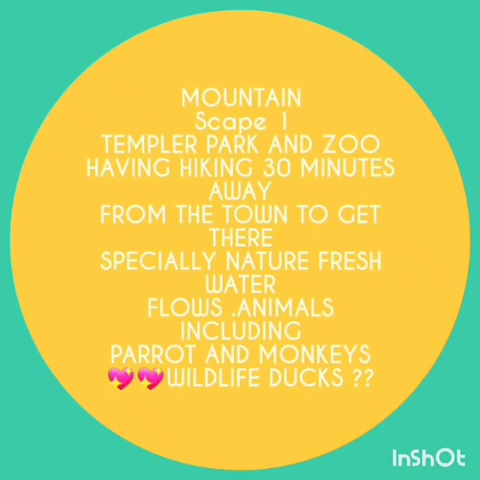 MOUNTAIN
Scape 1
TEMPLER PARK AND ZOO
HAVING HIKING 30 MINUTES
AWAY
FROM THE TOWN TO GET
THERE
SPECIALLY NATURE FRESH
WATER
FLOWS .ANIMALS
INCLUDING
PARROT AND MONKEYS
💖💖WILDLIFE DUCKS ??
InShOt